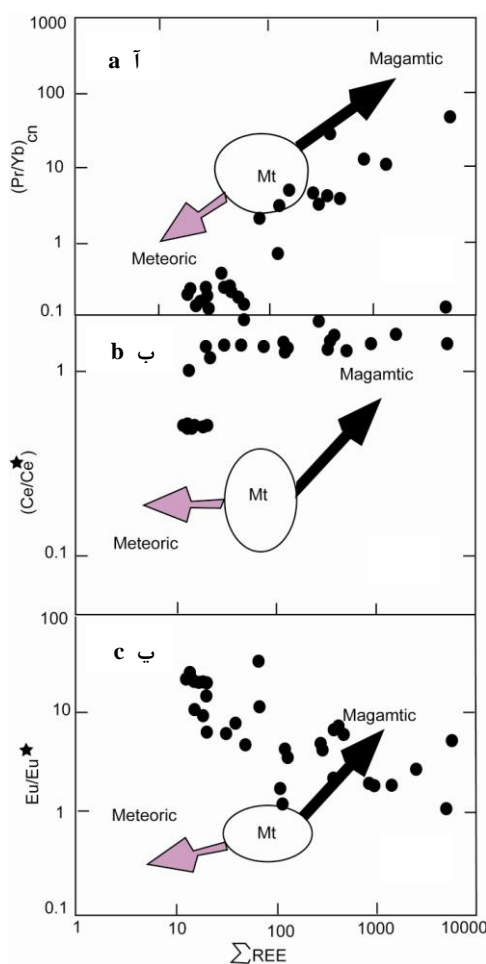 1000
a آ
Magamtic
100
(Pr/Yb)cn
10
Mt
1
Meteoric
0.1
b ب
1
Magamtic
(Ce/Ce★)
Mt
Meteoric
0.1
100
c ي
10
Magamtic
Eu/Eu★
Meteoric
1
Mt
0.1
1 10 100 1000 10000
∑REE